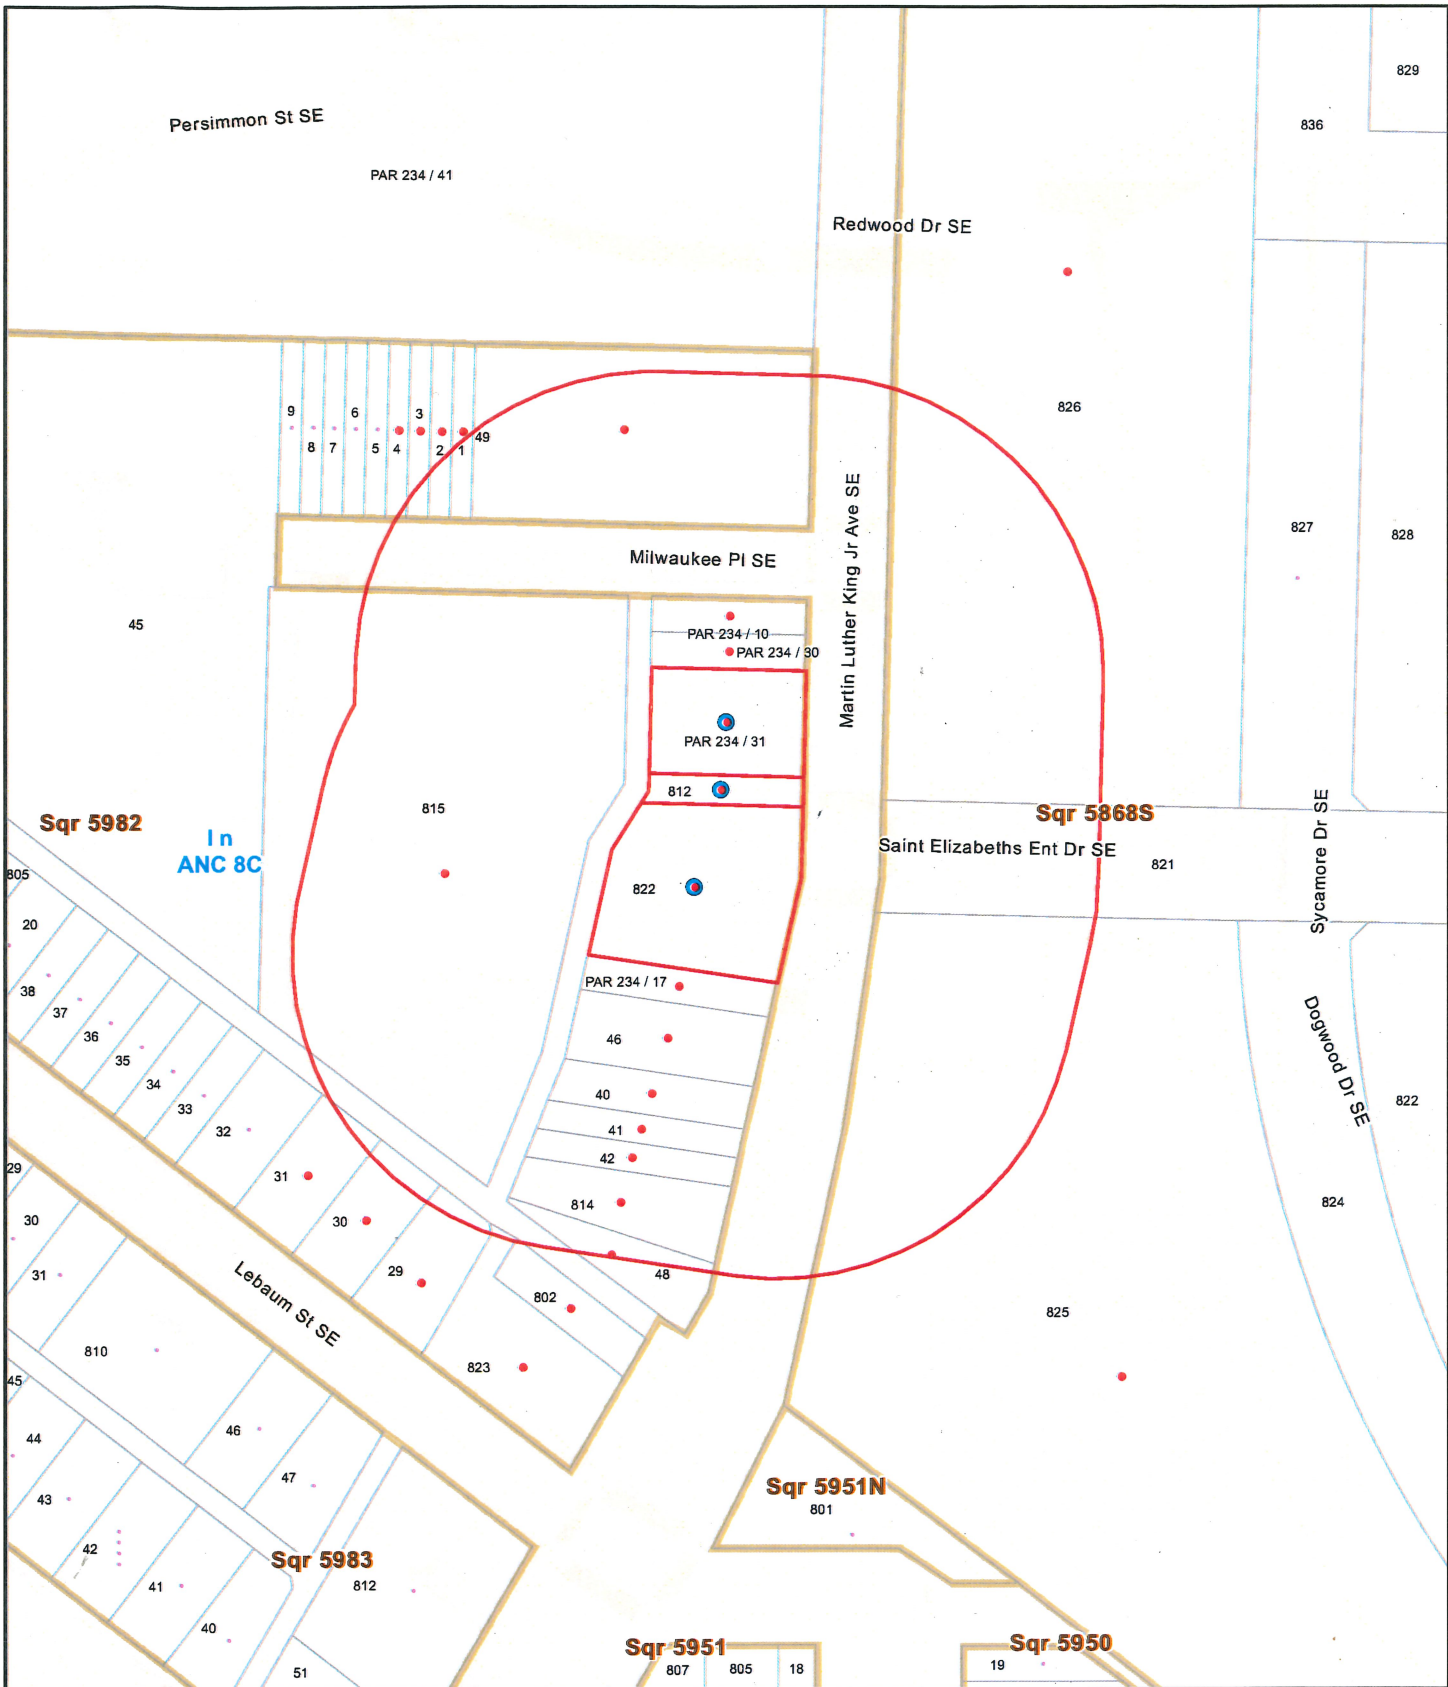 829
836
Persimmon St SE
PAR 234 / 41
Redwood Dr SE
826
9
6
3
8
7
5
4
2
1
49
827
828
Milwaukee Pl SE
Martin Luther King Jr Ave SE
45
PAR 234 / 10
PAR 234 / 30
PAR 234 / 31
812
815
Sqr 5982
In
ANC 8C
Sqr 5868S
Saint Elizabeths Ent Dr SE
821
Sycamore Dr SE
822
805
20
38
37
36
35
34
33
32
31
30
29
PAR 234 / 17
46
40
41
42
814
48
802
823
Dogwood Dr SE
822
824
825
29
30
31
Lebaum St SE
810
45
44
43
42
41
40
46
47
Sqr 5983
812
51
Sqr 5951N
801
Sqr 5951
807
805
18
Sqr 5950
19